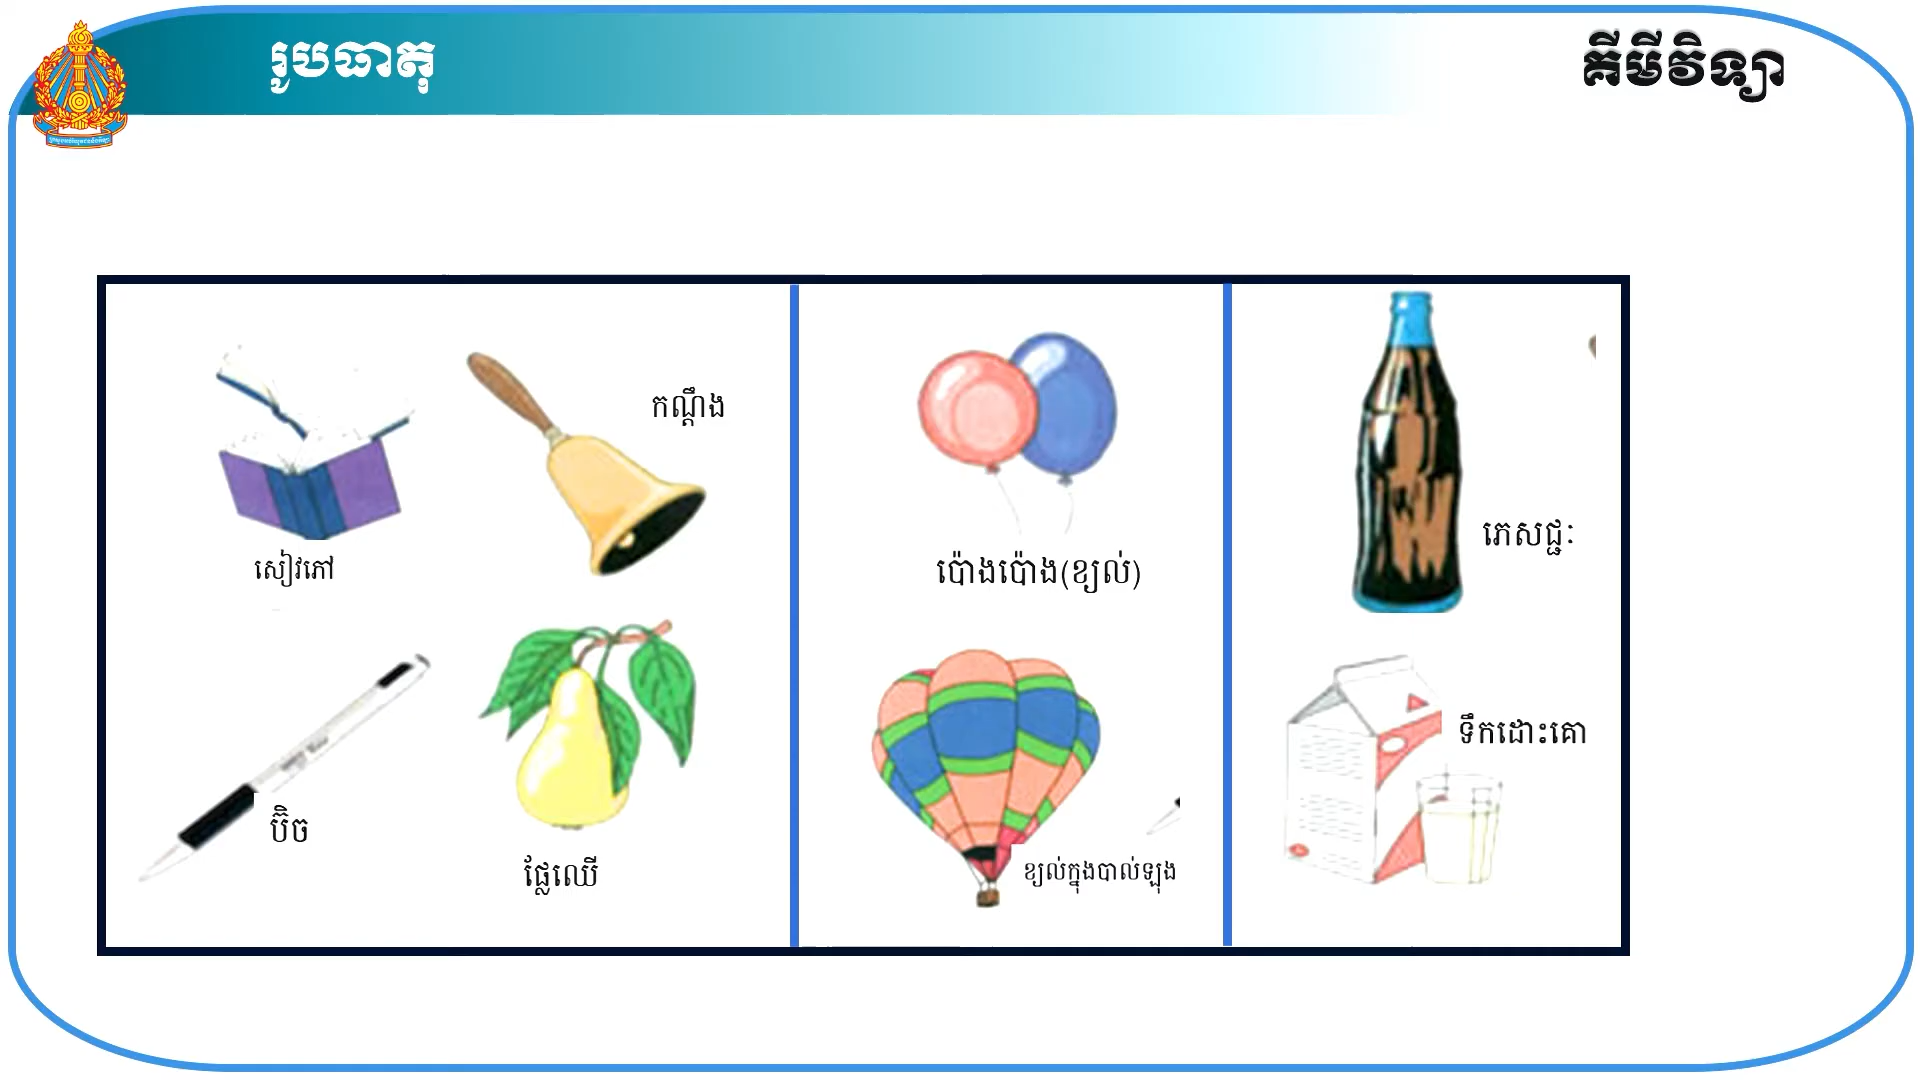 រូបធាតុ
គីមីវិទ្យា
កណ្ដឹង
សៀវភៅ
ប៊ិច
ផ្លែឈើ
ប៉ោងប៉ោង(ខ្យល់)
ខ្យល់ក្នុងបាល់ឡុង
ភេសជ្ជៈ
ទឹកដោះគោ